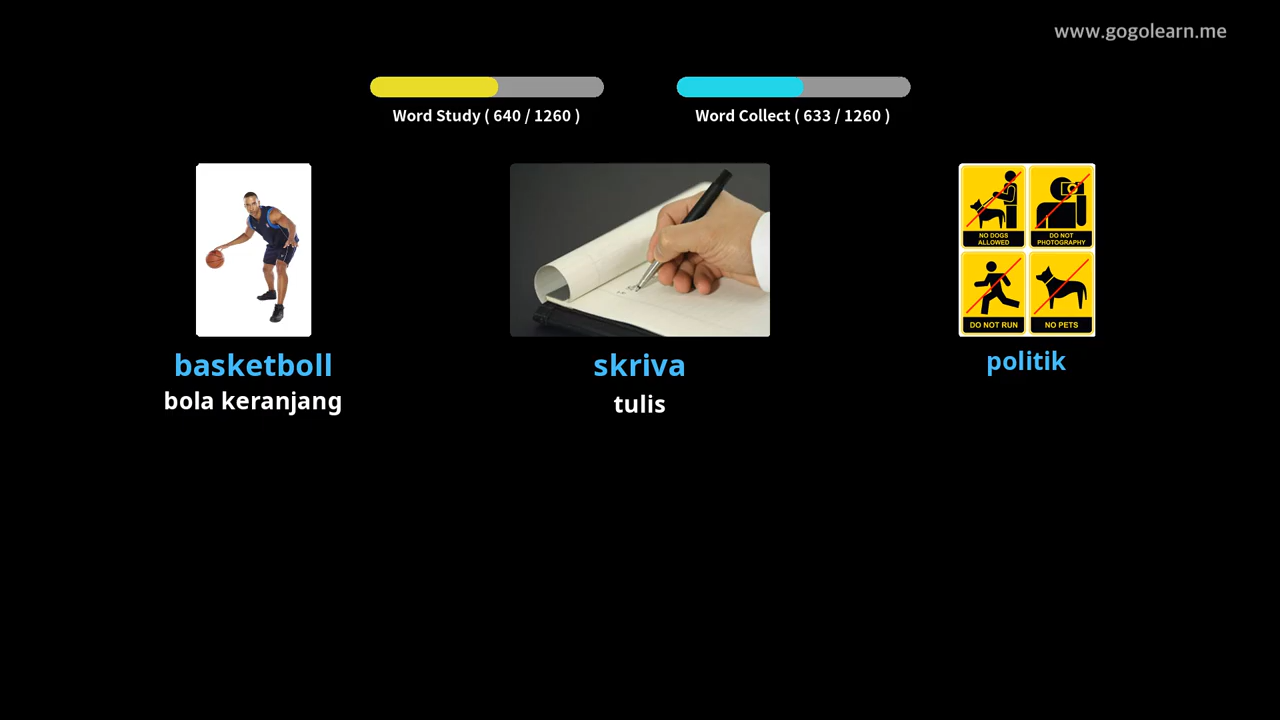 www.gogolearn.me
Word Study ( 640 / 1260 )
Word Collect ( 633 / 1260 )
NO DOGS
ALLOWED
DO NOT
PHOTOGRAPHY
DO NOT RUN
NO PETS
basketboll
bola keranjang
skriva
tulis
politik